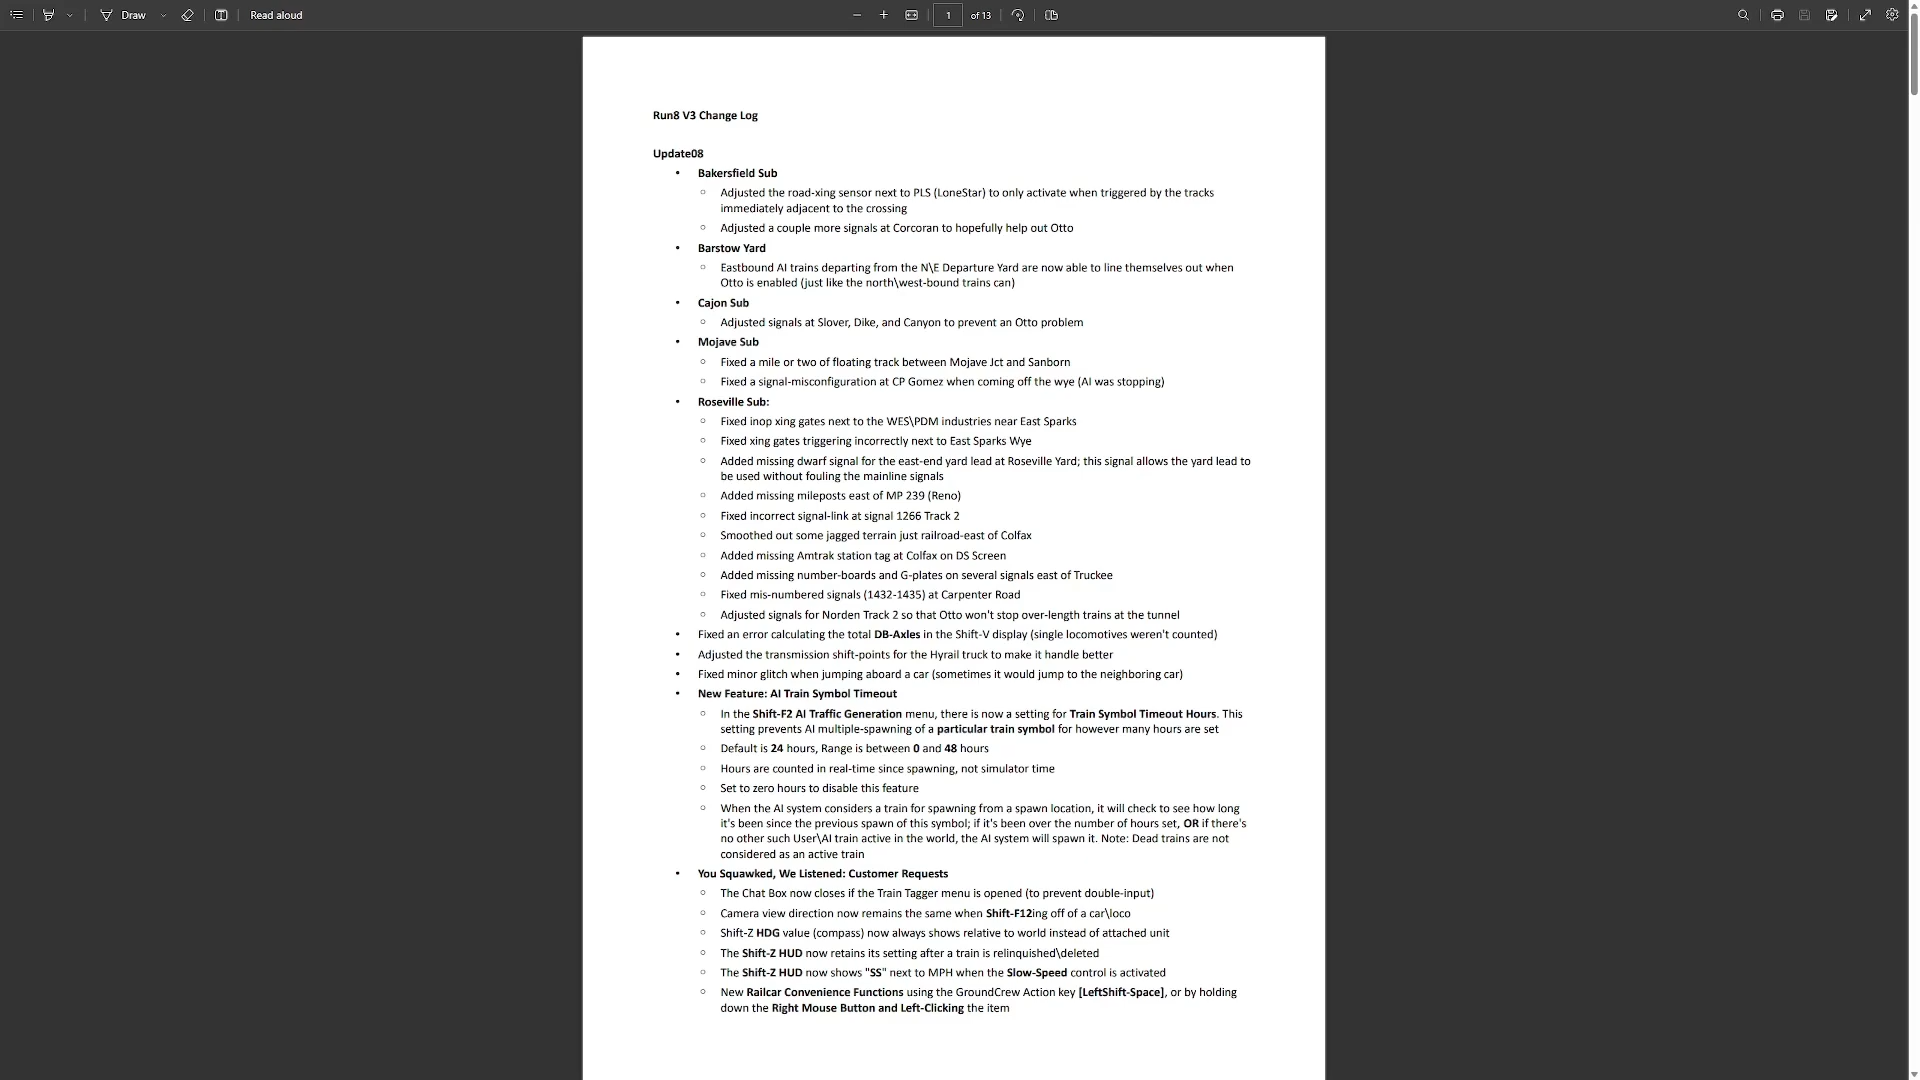 Draw
Read aloud
1
of 13
Run8 V3 Change Log
Update08
• Bakersfield Sub
○ Adjusted the road-xing sensor next to PLS (LoneStar) to only activate when triggered by the tracks
immediately adjacent to the crossing
○ Adjusted a couple more signals at Corcoran to hopefully help out Otto
• Barstow Yard
○ Eastbound AI trains departing from the N\E Departure Yard are now able to line themselves out when
Otto is enabled (just like the north\west-bound trains can)
• Cajon Sub
○ Adjusted signals at Slover, Dike, and Canyon to prevent an Otto problem
• Mojave Sub
○ Fixed a mile or two of floating track between Mojave Jct and Sanborn
○ Fixed a signal-misconfiguration at CP Gomez when coming off the wye (AI was stopping)
• Roseville Sub:
○ Fixed inop xing gates next to the WES\PDM industries near East Sparks
○ Fixed xing gates triggering incorrectly next to East Sparks Wye
○ Added missing dwarf signal for the east-end yard lead at Roseville Yard; this signal allows the yard lead to
be used without fouling the mainline signals
○ Added missing mileposts east of MP 239 (Reno)
○ Fixed incorrect signal-link at signal 1266 Track 2
○ Smoothed out some jagged terrain just railroad-east of Colfax
○ Added missing Amtrak station tag at Colfax on DS Screen
○ Added missing number-boards and G-plates on several signals east of Truckee
○ Fixed mis-numbered signals (1432-1435) at Carpenter Road
○ Adjusted signals for Norden Track 2 so that Otto won't stop over-length trains at the tunnel
• Fixed an error calculating the total DB-Axles in the Shift-V display (single locomotives weren't counted)
• Adjusted the transmission shift-points for the Hyrail truck to make it handle better
• Fixed minor glitch when jumping aboard a car (sometimes it would jump to the neighboring car)
• New Feature: AI Train Symbol Timeout
○ In the Shift-F2 AI Traffic Generation menu, there is now a setting for Train Symbol Timeout Hours. This
setting prevents AI multiple-spawning of a particular train symbol for however many hours are set
○ Default is 24 hours, Range is between 0 and 48 hours
○ Hours are counted in real-time since spawning, not simulator time
○ Set to zero hours to disable this feature
○ When the AI system considers a train for spawning from a spawn location, it will check to see how long
it's been since the previous spawn of this symbol; if it's been over the number of hours set, OR if there's
no other such User\AI train active in the world, the AI system will spawn it. Note: Dead trains are not
considered as an active train
• You Squawked, We Listened: Customer Requests
○ The Chat Box now closes if the Train Tagger menu is opened (to prevent double-input)
○ Camera view direction now remains the same when Shift-F12ing off of a car\loco
○ Shift-Z HDG value (compass) now always shows relative to world instead of attached unit
○ The Shift-Z HUD now retains its setting after a train is relinquished\deleted
○ The Shift-Z HUD now shows "SS" next to MPH when the Slow-Speed control is activated
○ New Railcar Convenience Functions using the GroundCrew Action key [LeftShift-Space], or by holding
down the Right Mouse Button and Left-Clicking the item